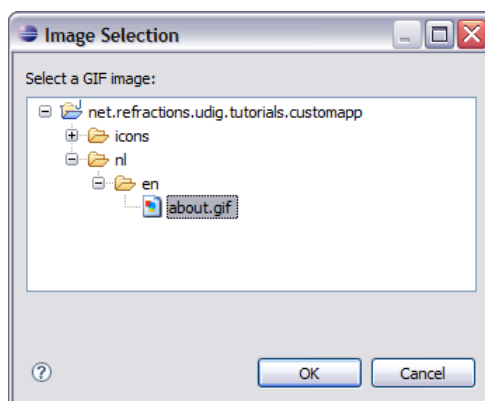 Image Selection
Select a GIF image:
net.refractions.udig.tutorials.customapp
icons
nl
en
about.gif
OK
Cancel